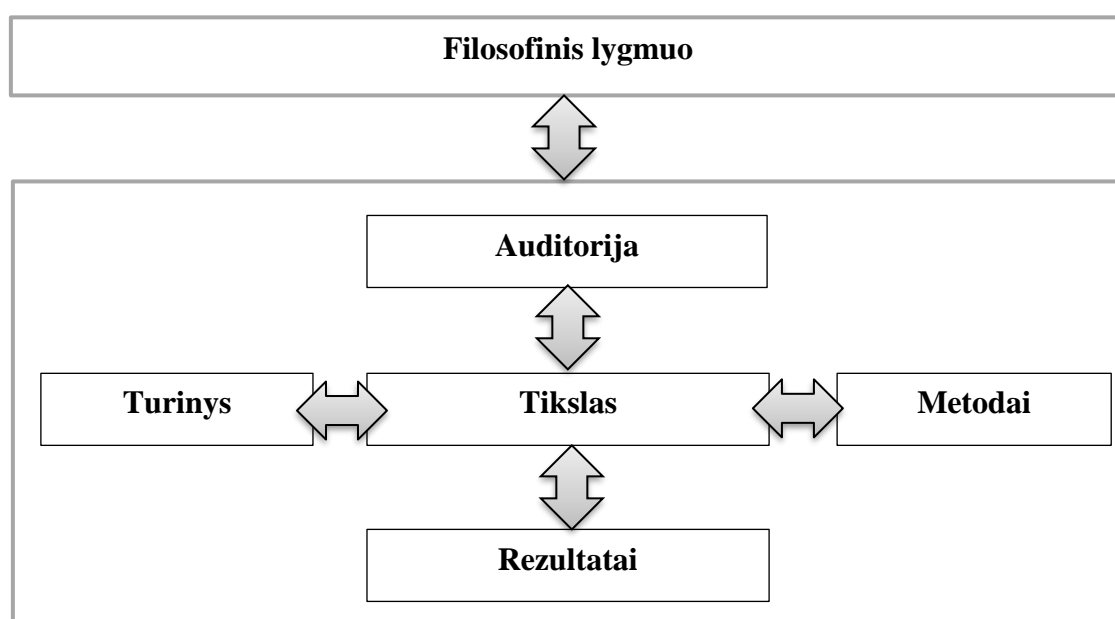 Filosofinis lygmuo
Auditorija
Turinys
Tikslas
Metodai
Rezultatai